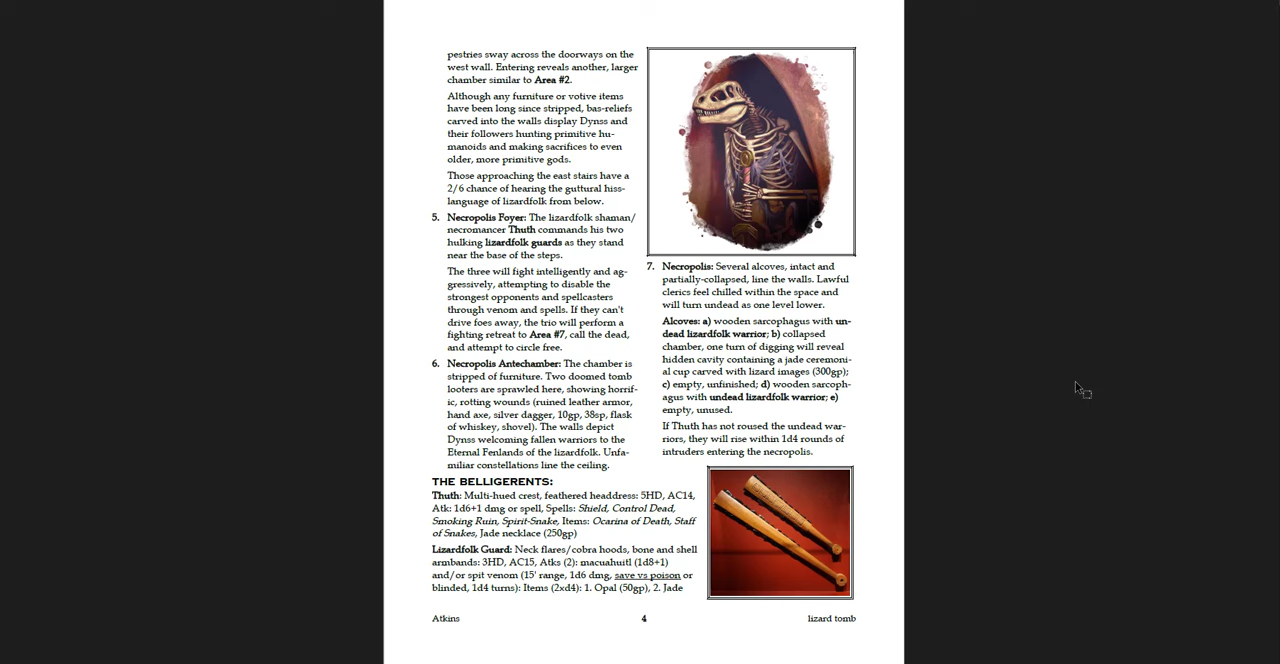 pestries sway across the doorways on the
west wall. Entering reveals another, larger
chamber similar to Area #2.
Although any furniture or votive items
have been long since stripped, bas-reliefs
carved into the walls display Dynss and
their followers hunting primitive hu-
manoids and making sacrifices to even
older, more primitive gods.
Those approaching the east stairs have a
2/6 chance of hearing the guttural hiss-
language of lizardfolk from below.
5. Necropolis Foyer: The lizardfolk shaman/
necromancer Thuth commands his two
hulking lizardfolk guards as they stand
near the base of the steps.
The three will fight intelligently and ag-
gressively, attempting to disable the
strongest opponents and spellcasters
through venom and spells. If they can't
drive foes away, the trio will perform a
fighting retreat to Area #7, call the dead,
and attempt to circle free.
6. Necropolis Antechamber: The chamber is
stripped of furniture. Two doomed tomb
looters are sprawled here, showing horrif-
ic, rotting wounds (ruined leather armor,
hand axe, silver dagger, 10gp, 38sp, flask
of whiskey, shovel). The walls depict
Dynss welcoming fallen warriors to the
Eternal Fenlands of the lizardfolk. Unfa-
miliar constellations line the ceiling.
7. Necropolis: Several alcoves, intact and
partially-collapsed, line the walls. Lawful
clerics feel chilled within the space and
will turn undead as one level lower.
Alcoves: a) wooden sarcophagus with un-
dead lizardfolk warrior; b) collapsed
chamber, one turn of digging will reveal
hidden cavity containing a jade ceremoni-
al cup carved with lizard images (300gp);
c) empty, unfinished; d) wooden sarcoph-
agus with undead lizardfolk warrior; e)
empty, unused.
If Thuth has not roused the undead war-
riors, they will rise within 1d4 rounds of
intruders entering the necropolis.
THE BELLIGERENTS:
Thuth: Multi-hued crest, feathered headdress: 5HD, AC14,
Atk: 1d6+1 dmg or spell, Spells: Shield, Control Dead,
Smoking Ruin, Spirit-Snake, Items: Ocarina of Death, Staff
of Snakes, Jade necklace (250gp)
Lizardfolk Guard: Neck flares/cobra hoods, bone and shell
armbands: 3HD, AC15, Atks (2): macuahuitl (1d8+1)
and/or spit venom (15' range, 1d6 dmg, save vs poison or
blinded, 1d4 turns): Items (2xd4): 1. Opal (50gp), 2. Jade
Atkins 4 lizard tomb